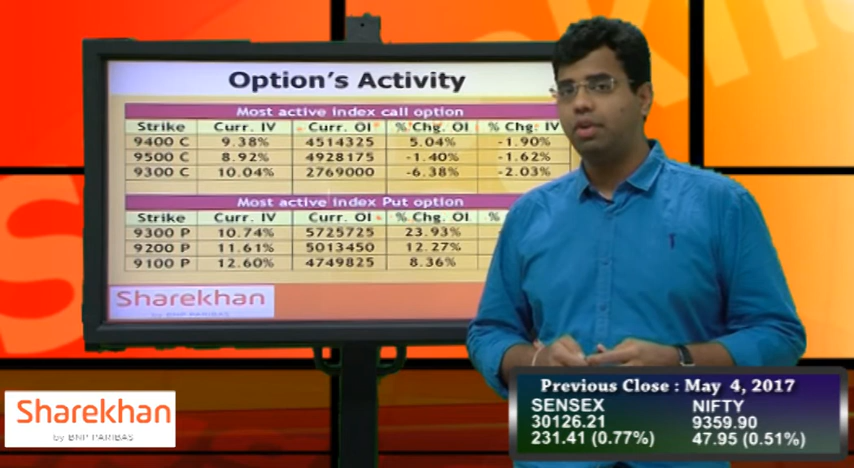 Option's Activity
Most active index call option
Strike Curr. IV Curr. OI % Chg. OI % Chg. IV
9400 C 9.38% 4514325 5.04% -1.90%
9500 C 8.92% 4928175 -1.40% -1.62%
9300 C 10.04% 2769000 -6.38% -2.03%
Most active index Put option
Strike Curr. IV Curr. OI % Chg. OI %
9300 P 10.74% 5725725 23.93%
9200 P 11.61% 5013450 12.27%
9100 P 12.60% 4749825 8.36%
Sharekhan
by BNP PARIBAS
Sharekhan
by BNP PARIBAS
Previous Close : May 4, 2017
SENSEX NIFTY
30126.21 9359.90
231.41 (0.77%) 47.95 (0.51%)